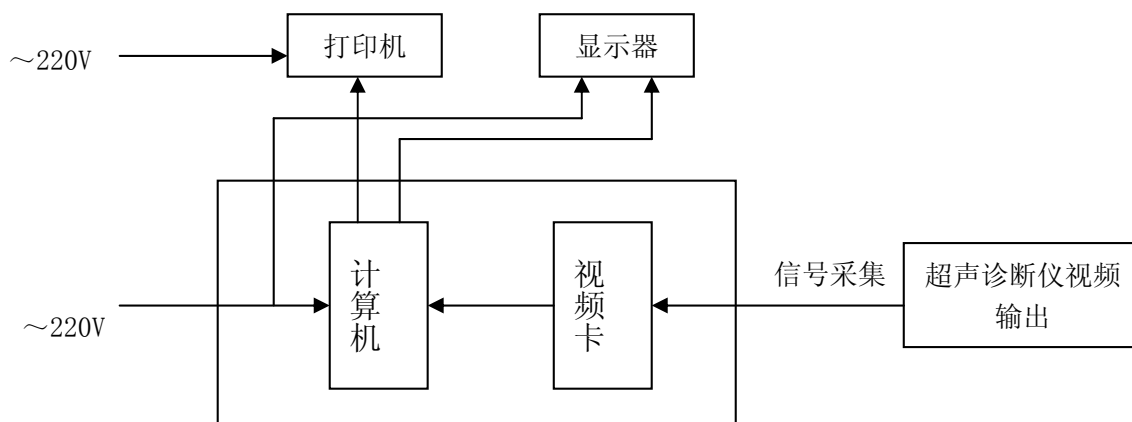 打印机
显示器
～220V
计算机
视频卡
信号采集
超声诊断仪视频
输出
～220V